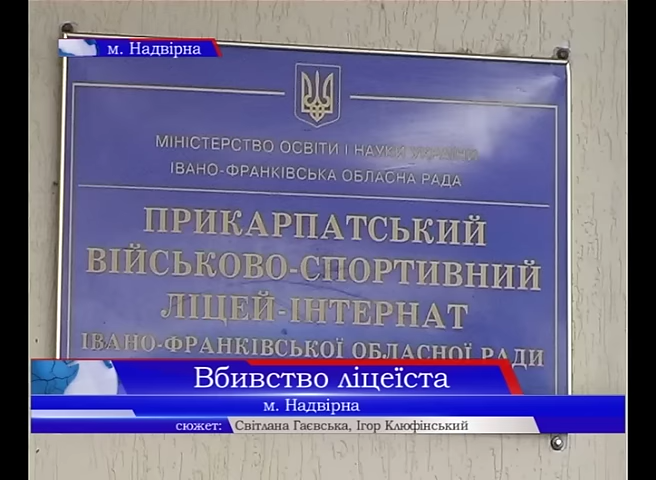 м. Надвірна
МІНІСТЕРСТВО ОСВІТИ І НАУКИ УКРАЇНИ
ІВАНО-ФРАНКІВСЬКА ОБЛАСНА РАДА
ПРИКАРПАТСЬКИЙ
ВІЙСЬКОВО-СПОРТИВНИЙ
ЛІЦЕЙ-ІНТЕРНАТ
ІВАНО-ФРАНКІВСЬКОЇ ОБЛАСНОЇ РАДИ
Вбивство ліцеїста
м. Надвірна
сюжет: Світлана Гаєвська, Ігор Клюфінський